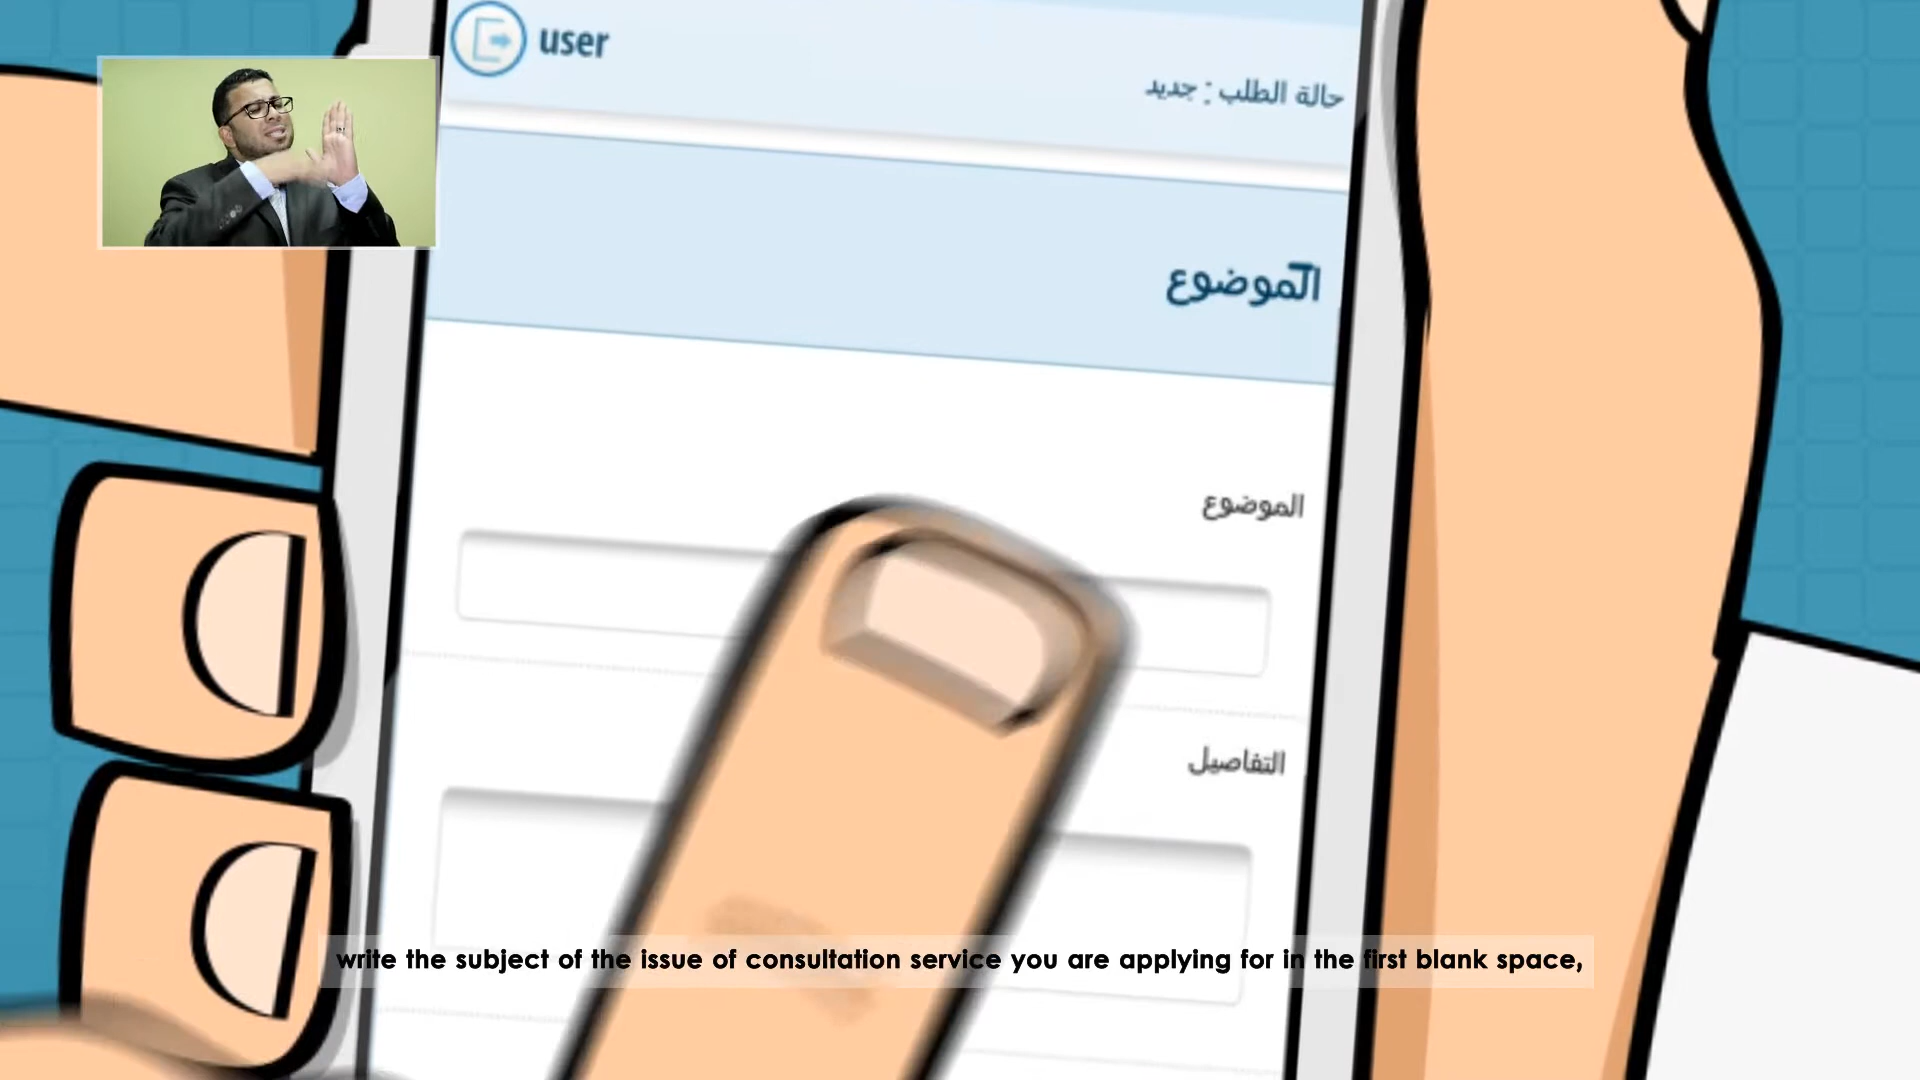 user
حالة الطلب : جديد
الموضوع
الموضوع
التفاصيل
write the subject of the issue of consultation service you are applying for in the first blank space,